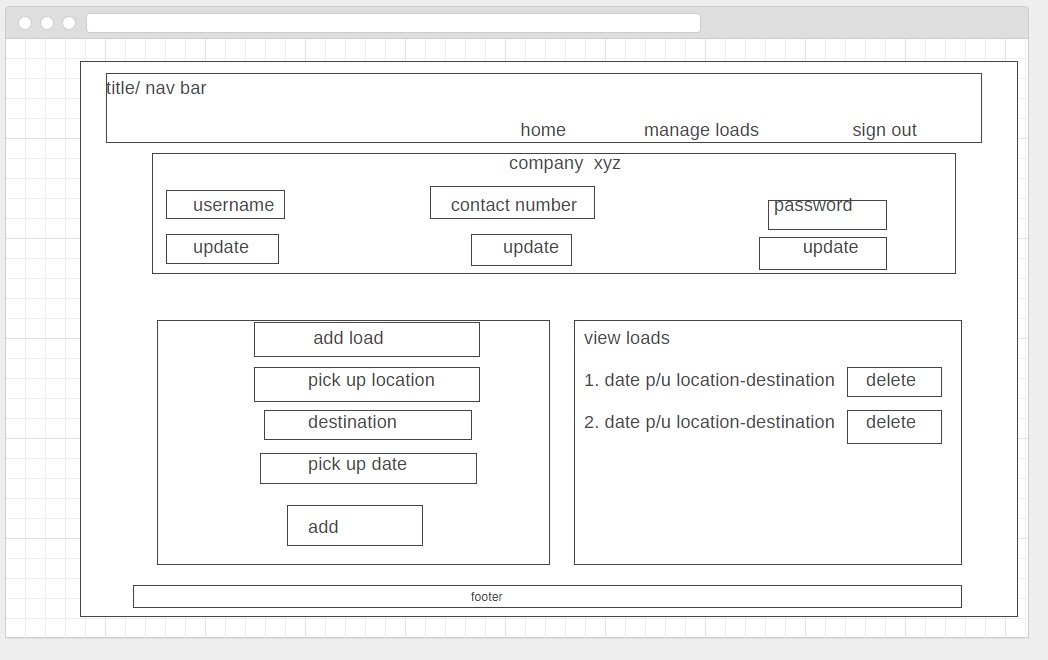 title/ nav bar
home manage loads sign out
company xyz
username contact number password
update update update
add load
pick up location
destination
pick up date
add
view loads
1. date p/u location-destination delete
2. date p/u location-destination delete
footer